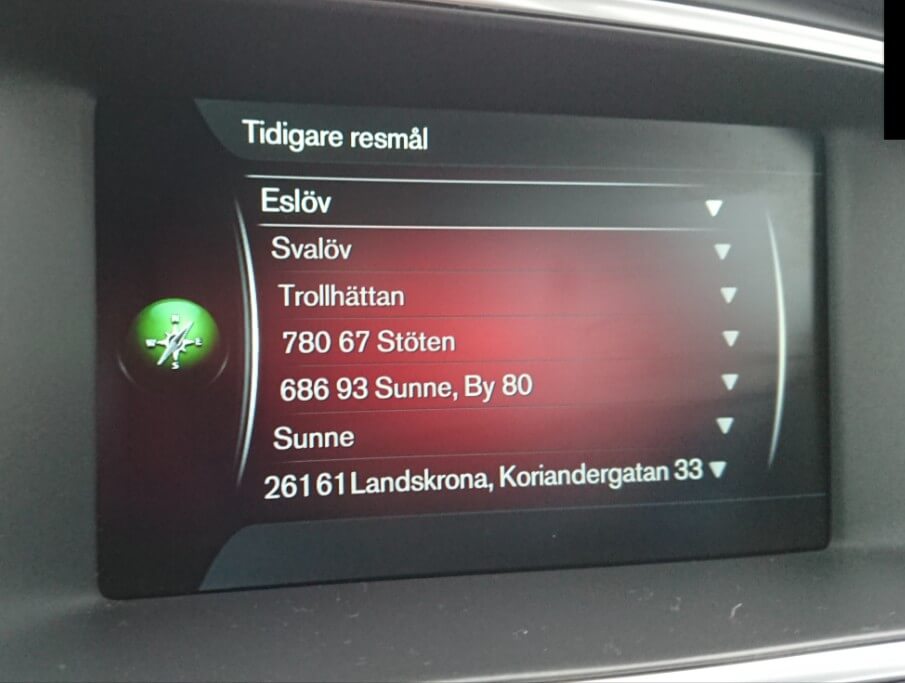 Tidigare resmål
Eslöv
Svalöv
Trollhättan
780 67 Stöten
686 93 Sunne, By 80
Sunne
261 61 Landskrona, Koriandergatan 33
N
W E
S